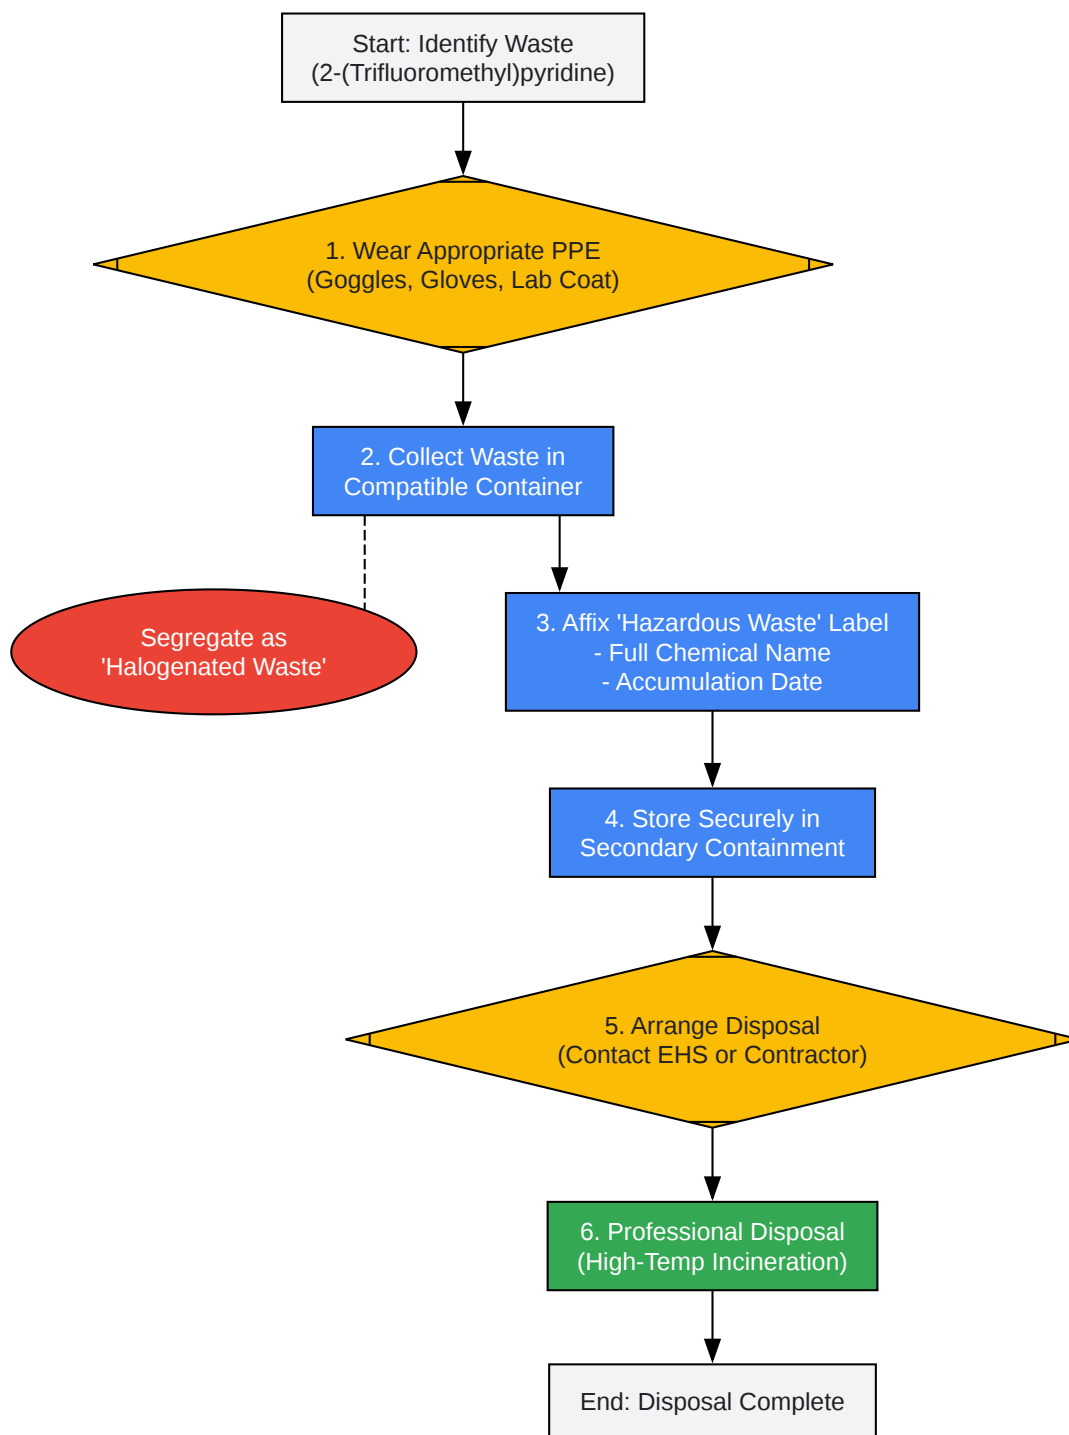 Start: Identify Waste
(2-(Trifluoromethyl)pyridine)
1. Wear Appropriate PPE
(Goggles, Gloves, Lab Coat)
2. Collect Waste in
Compatible Container
Segregate as
'Halogenated Waste'
3. Affix 'Hazardous Waste' Label
- Full Chemical Name
- Accumulation Date
4. Store Securely in
Secondary Containment
5. Arrange Disposal
(Contact EHS or Contractor)
6. Professional Disposal
(High-Temp Incineration)
End: Disposal Complete